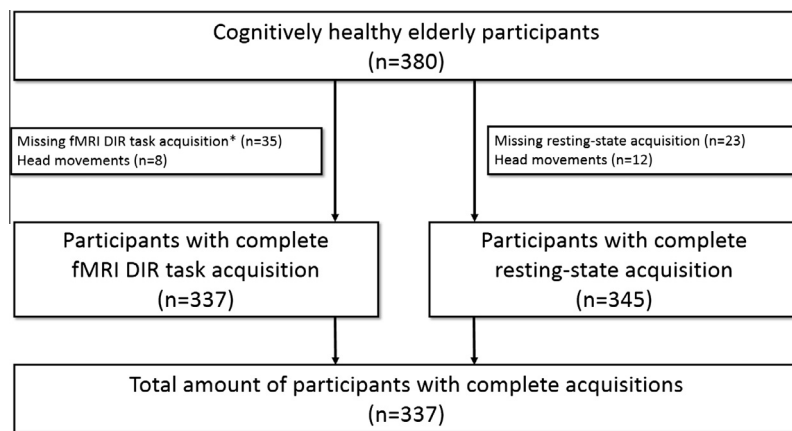 Cognitively healthy elderly participants
(n=380)
Missing fMRI DIR task acquisition* (n=35)
Head movements (n=8)
Missing resting-state acquisition (n=23)
Head movements (n=12)
Participants with complete
fMRI DIR task acquisition
(n=337)
Participants with complete
resting-state acquisition
(n=345)
Total amount of participants with complete acquisitions
(n=337)